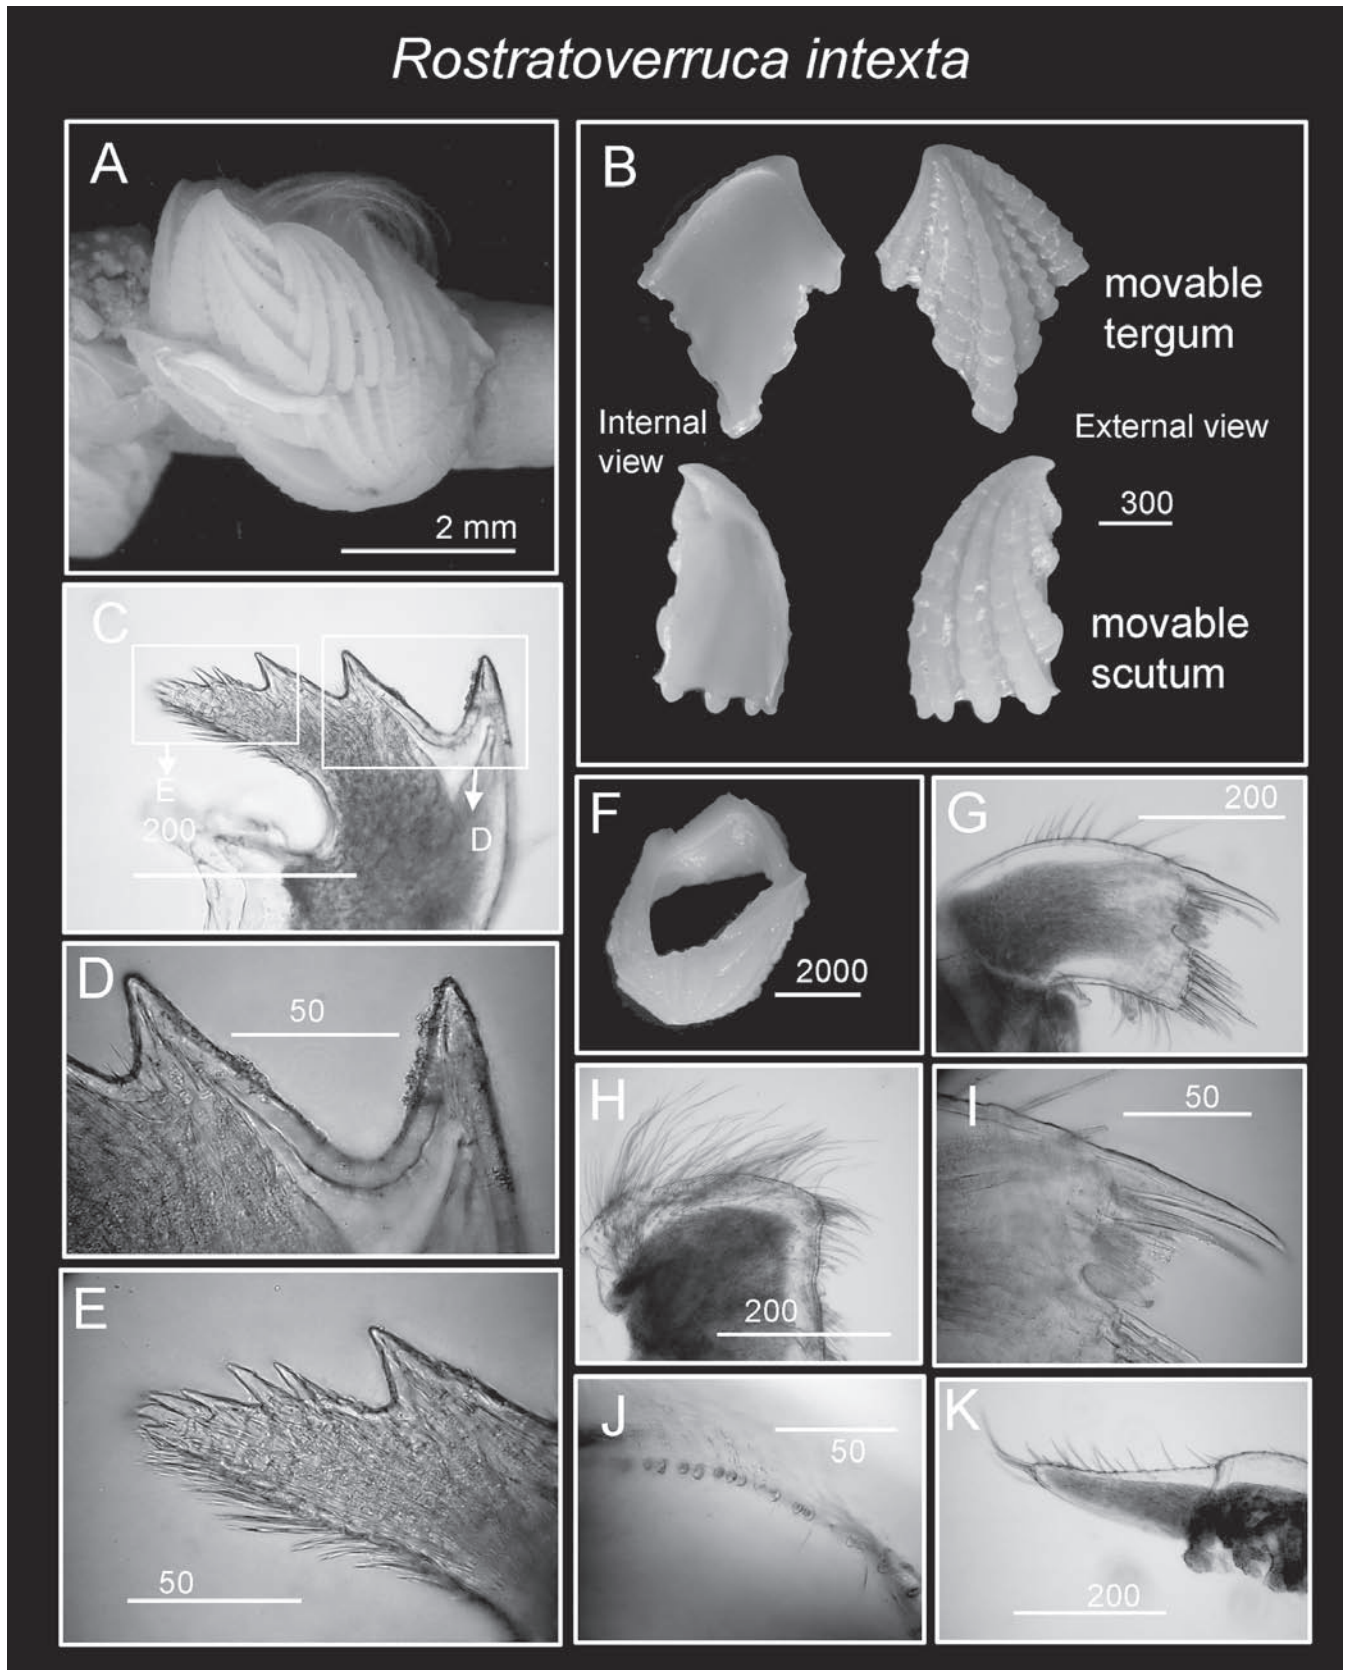 Rostratoverruca intexta
A
2 mm
B
movable
tergum
Internal
view
External view
300
movable
scutum
C
E
200
D
D
50
E
50
F
2000
G
200
H
200
I
50
J
50
K
200